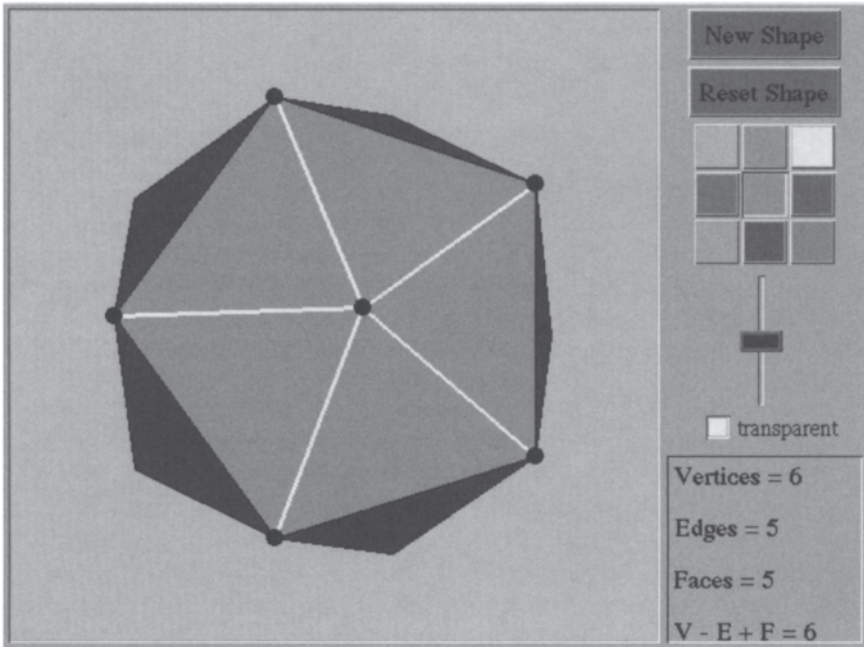 New Shape
Reset Shape
transparent
Vertices = 6
Edges = 5
Faces = 5
V - E + F = 6